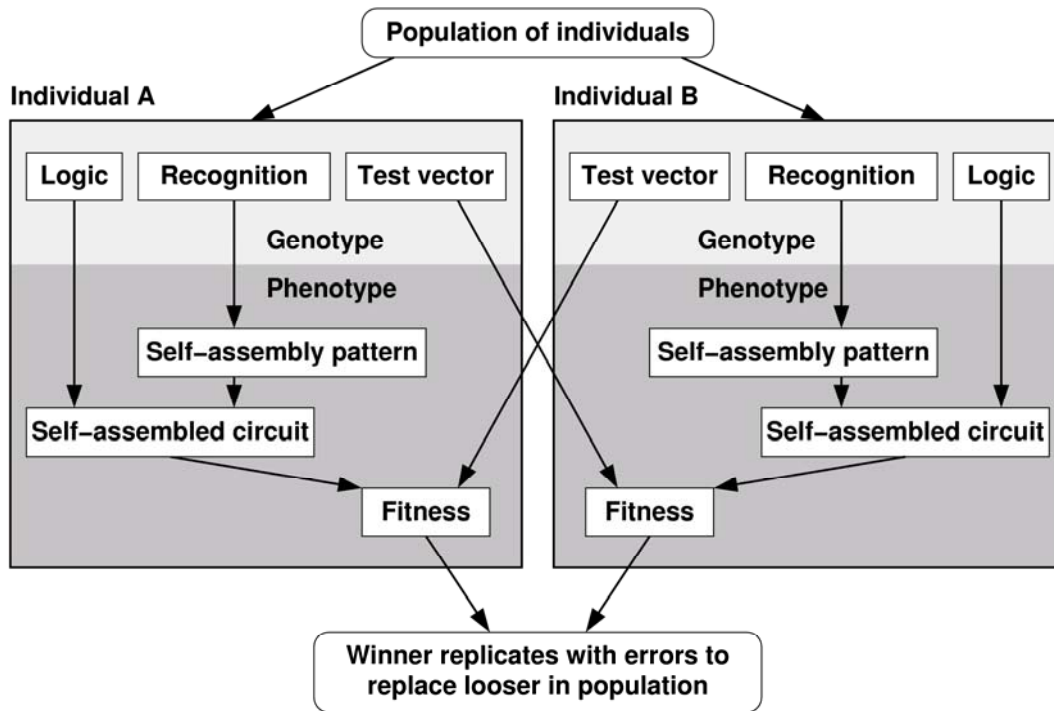 Population of individuals
Individual A
Individual B
Logic
Recognition
Test vector
Test vector
Recognition
Logic
Genotype
Genotype
Phenotype
Phenotype
Self-assembly pattern
Self-assembly pattern
Self-assembled circuit
Self-assembled circuit
Fitness
Fitness
Winner replicates with errors to
replace looser in population